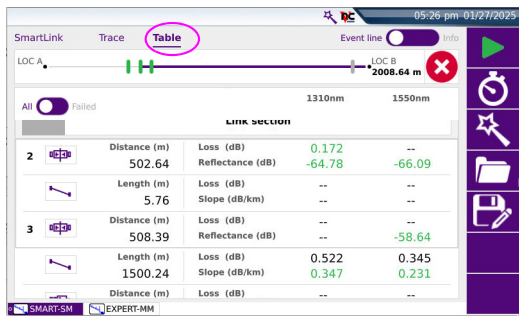 05:26 pm 01/27/2025
SmartLink Trace Table Event line Info
LOC A
LOC B
2008.64 m
1310nm 1550nm
All Failed
Link section
Distance (m) Loss (dB) 0.172 --
2 502.64 Reflectance (dB) -64.78 -66.09
Length (m) Loss (dB) -- --
5.76 Slope (dB/km) -- --
Distance (m) Loss (dB) -- --
3 508.39 Reflectance (dB) -- -58.64
Length (m) Loss (dB) 0.522 0.345
1500.24 Slope (dB/km) 0.347 0.231
Distance (m) Loss (dB) -- --
SMART-SM EXPERT-MM